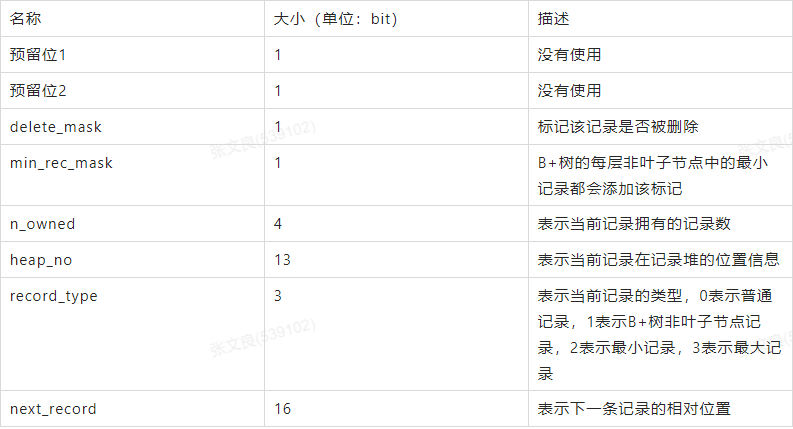 名称 大小（单位：bit） 描述
预留位1 1 没有使用
预留位2 1 没有使用
delete_mask 1 标记该记录是否被删除
min_rec_mask 1 B+树的每层非叶子节点中的最小
记录都会添加该标记
n_owned 4 表示当前记录拥有的记录数
heap_no 13 表示当前记录在记录堆的位置信息
record_type 3 表示当前记录的类型，0表示普通
记录，1表示B+树非叶子节点记
录，2表示最小记录，3表示最大记
录
next_record 16 表示下一条记录的相对位置
张文良(539102)
张文良(539102)